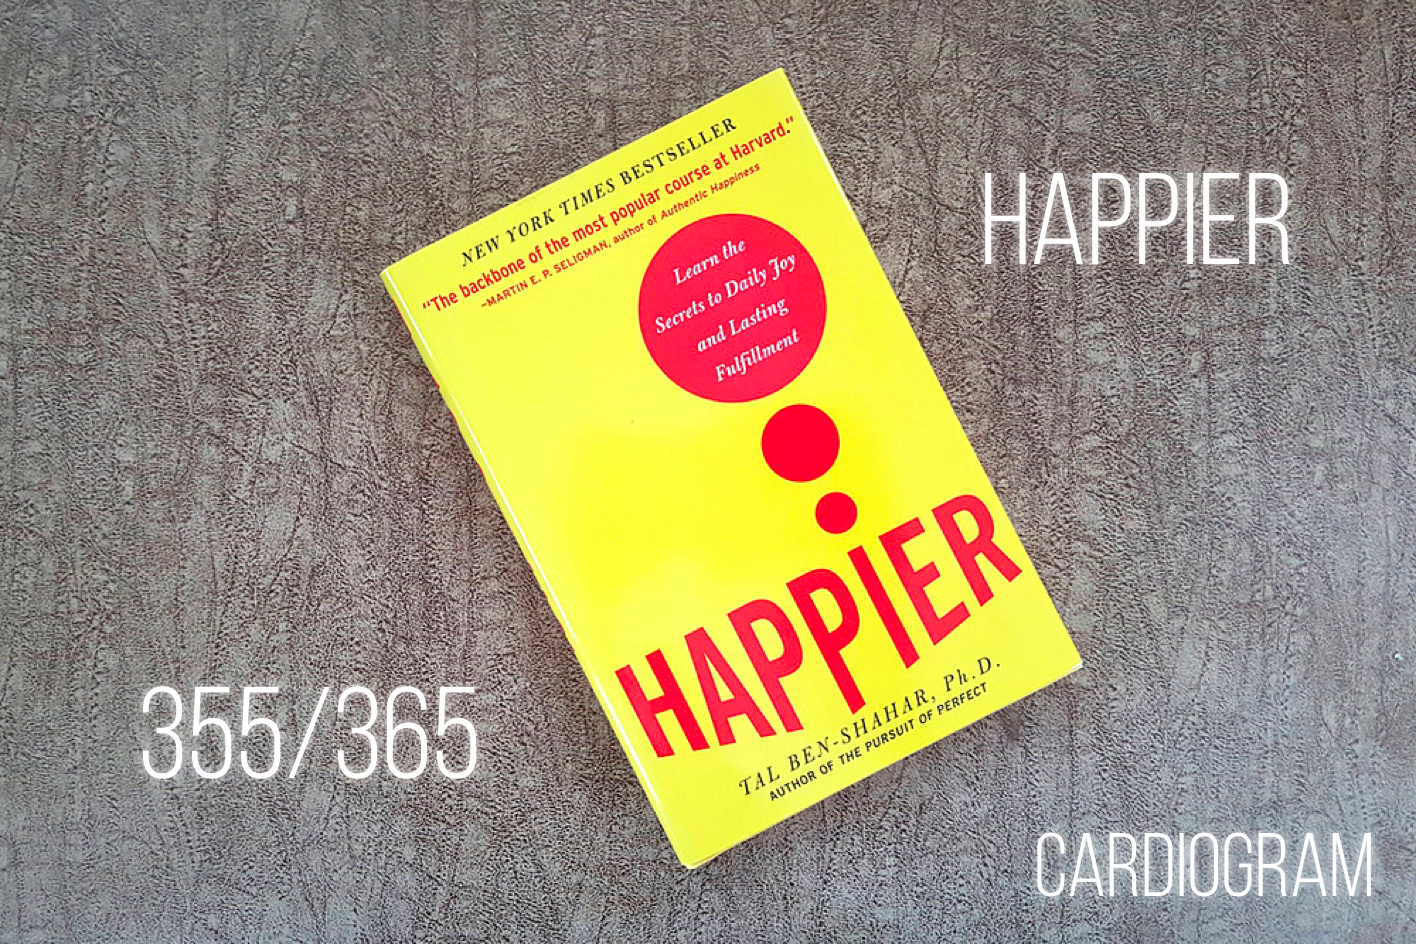 NEW YORK TIMES BESTSELLER
"The backbone of the most popular course at Harvard."
–MARTIN E. P. SELIGMAN, author of Authentic Happiness
Learn the
Secrets to Daily Joy
and Lasting
Fulfillment
HAPPIER
TAL BEN-SHAHAR, Ph.D.
AUTHOR OF THE PURSUIT OF PERFECT
HAPPIER
355/365
CARDIOGRAM